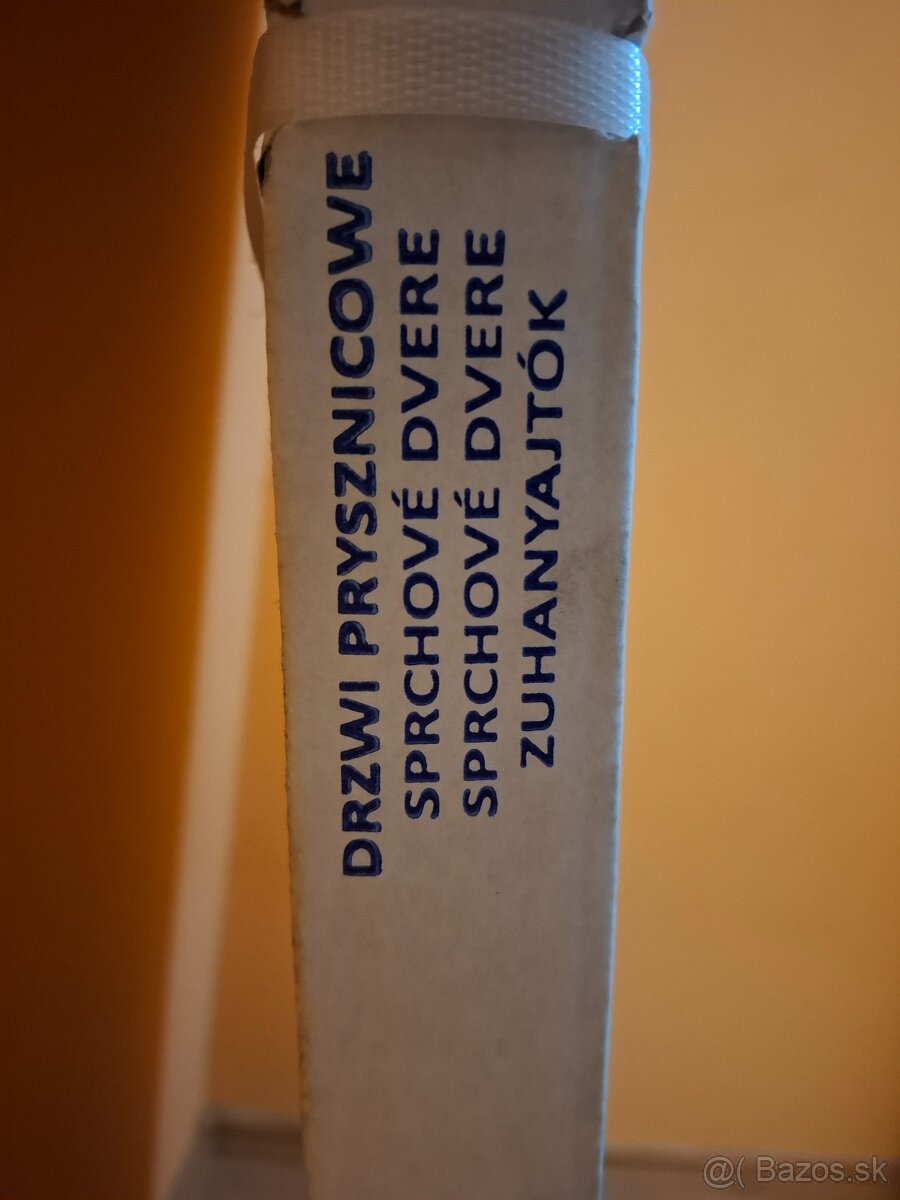 DRZWI PRYSZNICOWE
SPRCHOVÉ DVERE
SPRCHOVÉ DVERE
ZUHANYAJTÓK
@( Bazos.sk